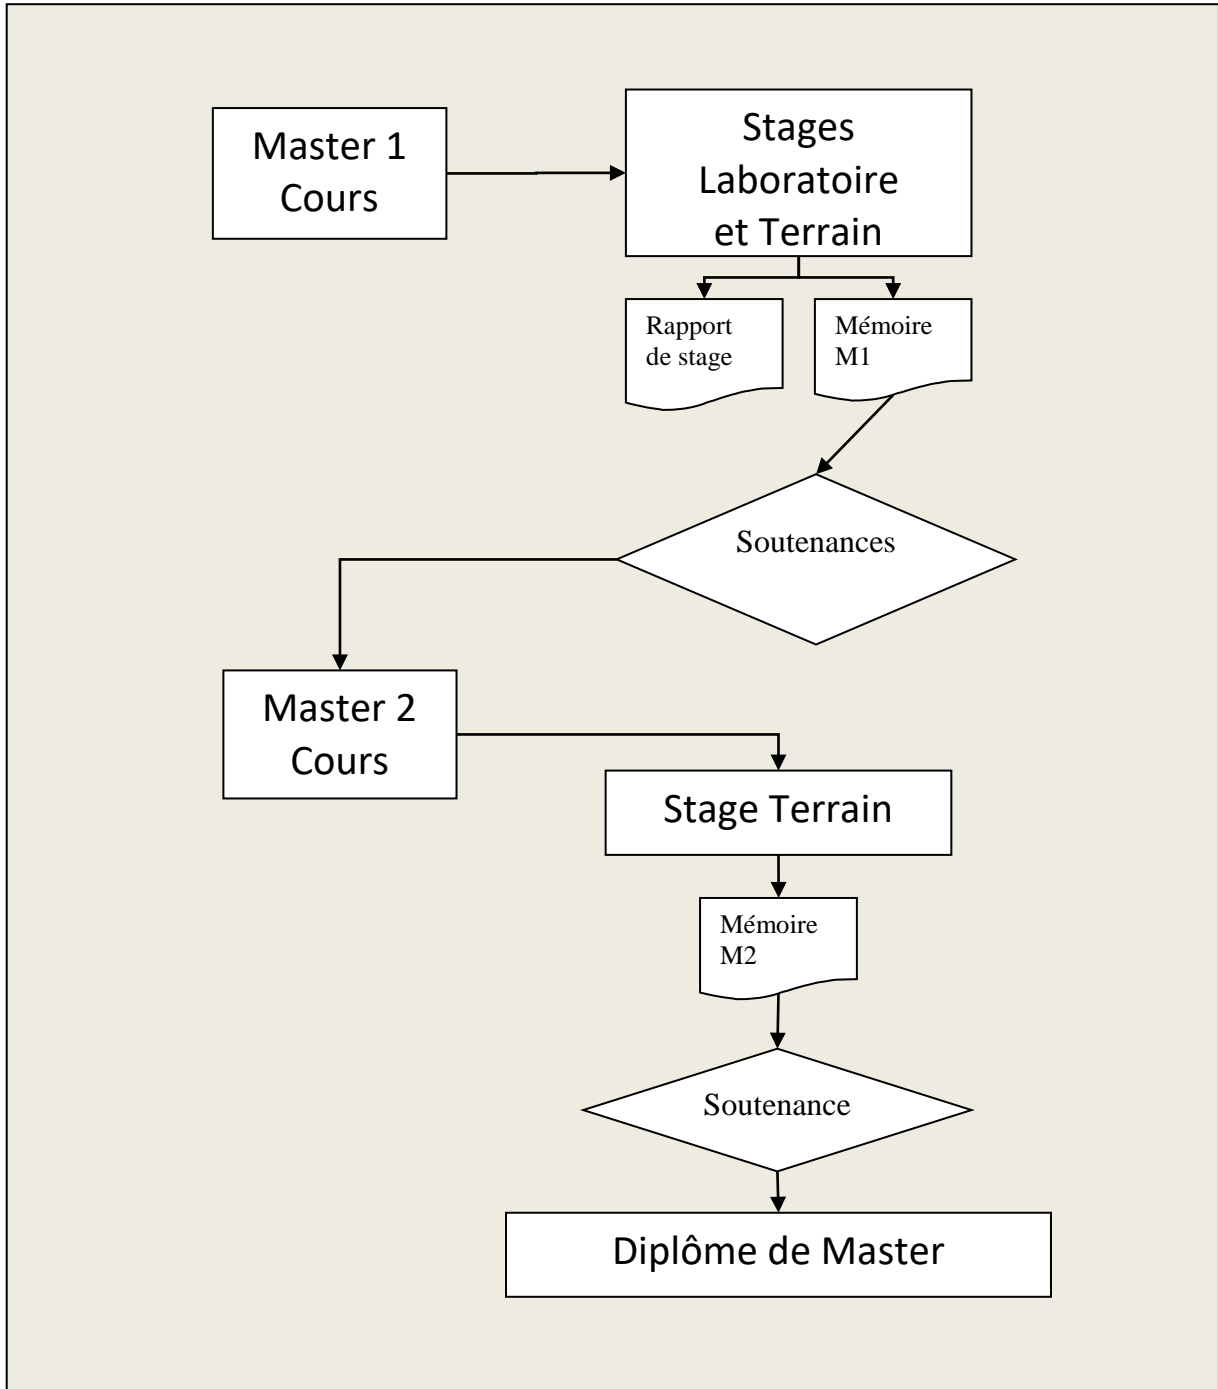 Master 1
Cours
Stages
Laboratoire
et Terrain
Rapport
de stage
Mémoire
M1
Soutenances
Master 2
Cours
Stage Terrain
Mémoire
M2
Soutenance
Diplôme de Master